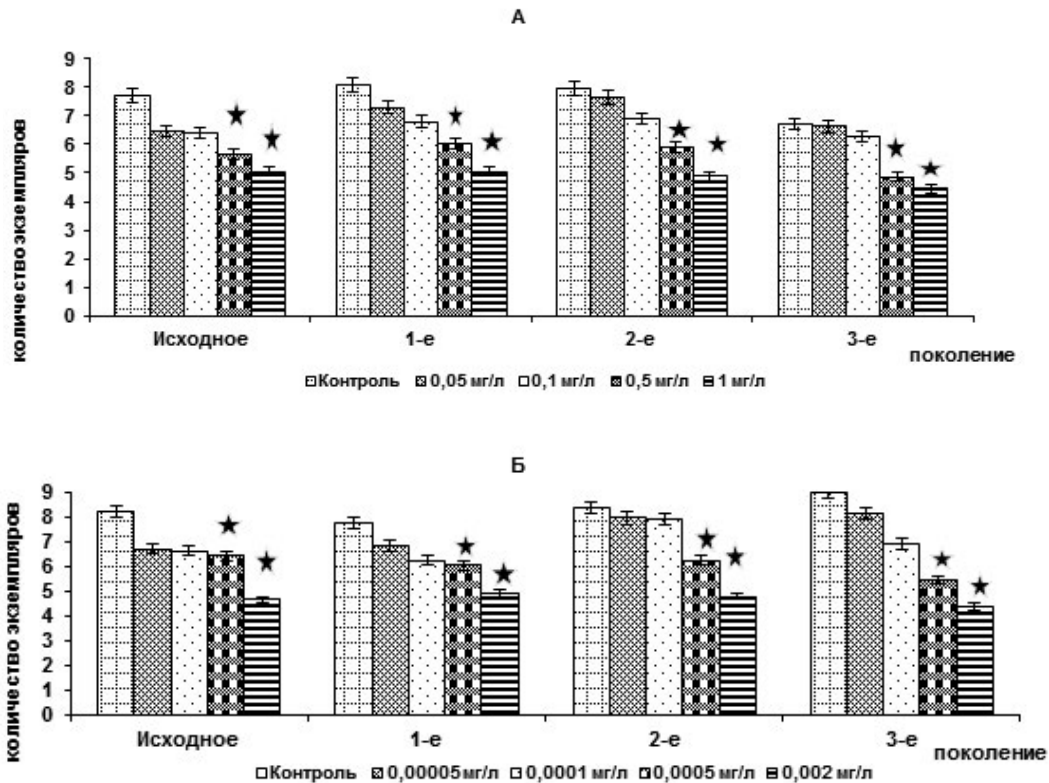 А
количество экземпляров
9
8
7
6
5
4
3
2
1
0
Исходное 1-е 2-е 3-е
поколение
Контроль 0,05 мг/л 0,1 мг/л 0,5 мг/л 1 мг/л
Б
количество экземпляров
9
8
7
6
5
4
3
2
1
0
Исходное 1-е 2-е 3-е
поколение
Контроль 0,00005 мг/л 0,0001 мг/л 0,0005 мг/л 0,002 мг/л